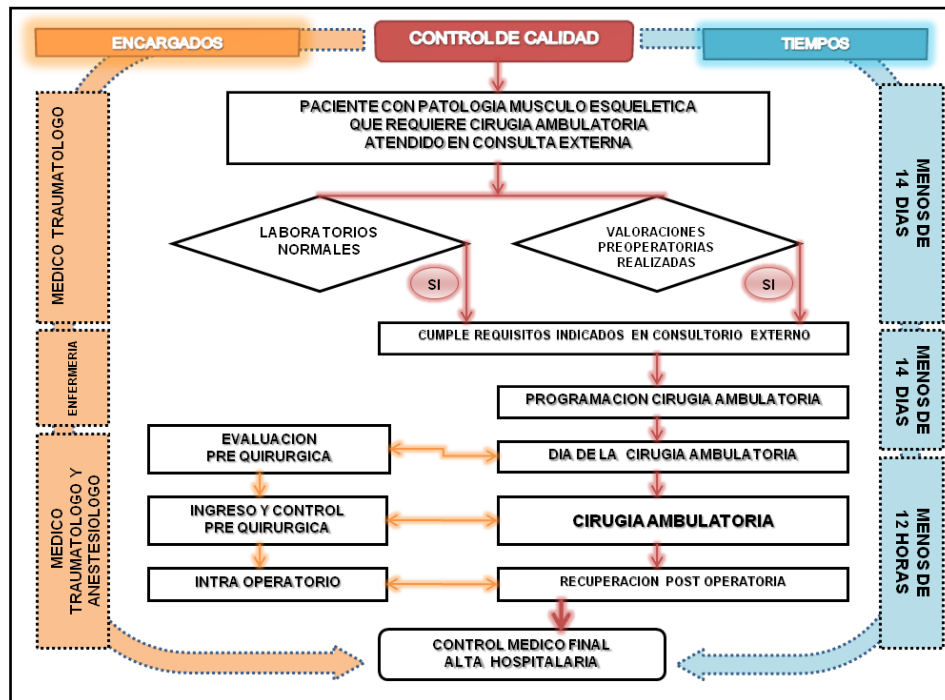 ENCARGADOS
CONTROL DE CALIDAD
TIEMPOS
MEDICO TRAUMATOLOGO
PACIENTE CON PATOLOGIA MUSCULO ESQUELETICA
QUE REQUIERE CIRUGIA AMBULATORIA
ATENDIDO EN CONSULTA EXTERNA
MENOS DE
14 DIAS
LABORATORIOS
NORMALES
VALORACIONES
PREOPERATORIAS
REALIZADAS
SI
SI
CUMPLE REQUISITOS INDICADOS EN CONSULTORIO EXTERNO
ENFERMERIA
MENOS DE
14 DIAS
PROGRAMACION CIRUGIA AMBULATORIA
EVALUACION
PRE QUIRURGICA
DIA DE LA CIRUGIA AMBULATORIA
MEDICO
TRAUMATOLOGO Y
ANESTESIOLOGO
INGRESO Y CONTROL
PRE QUIRURGICA
CIRUGIA AMBULATORIA
MENOS DE
12 HORAS
INTRA OPERATORIO
RECUPERACION POST OPERATORIA
CONTROL MEDICO FINAL
ALTA HOSPITALARIA